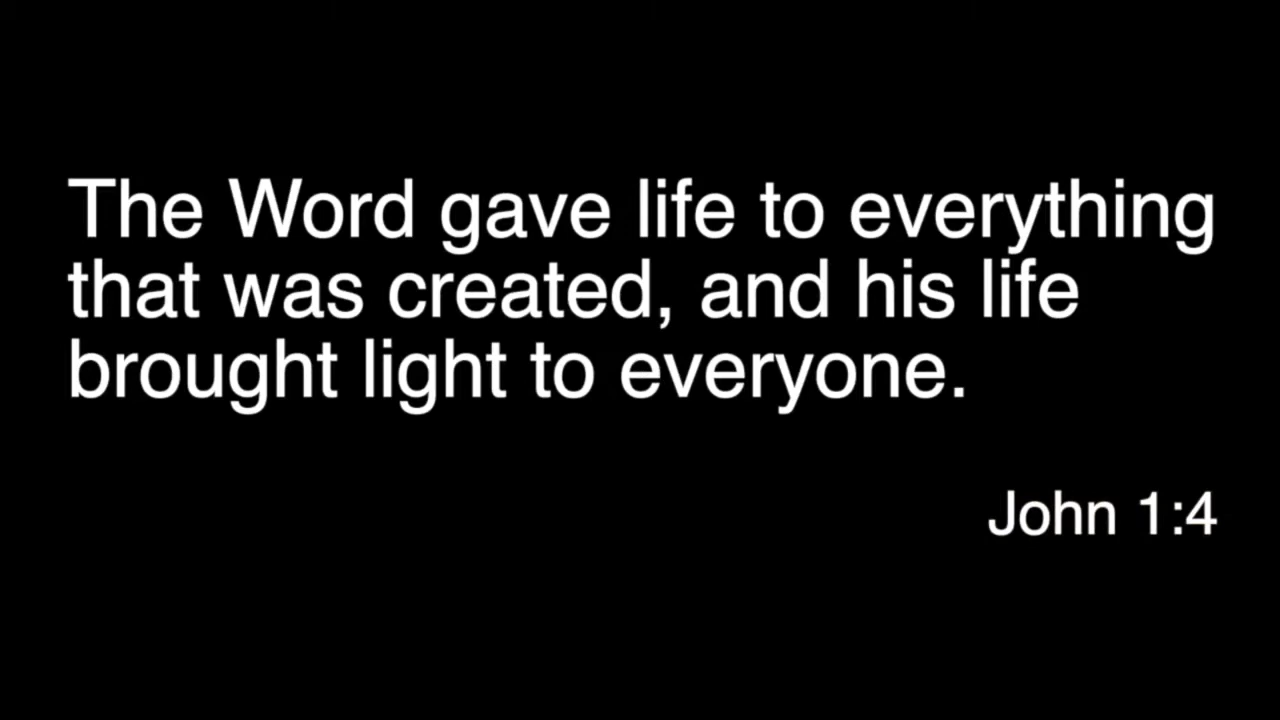 The Word gave life to everything
that was created, and his life
brought light to everyone.
John 1:4